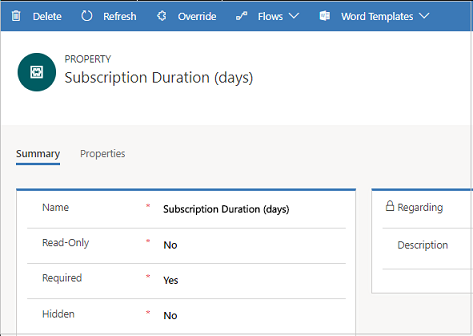 Delete Refresh Override Flows Word Templates
PROPERTY
Subscription Duration (days)
Summary Properties
Name * Subscription Duration (days) Regarding
Read-Only * No Description
Required * Yes
Hidden * No